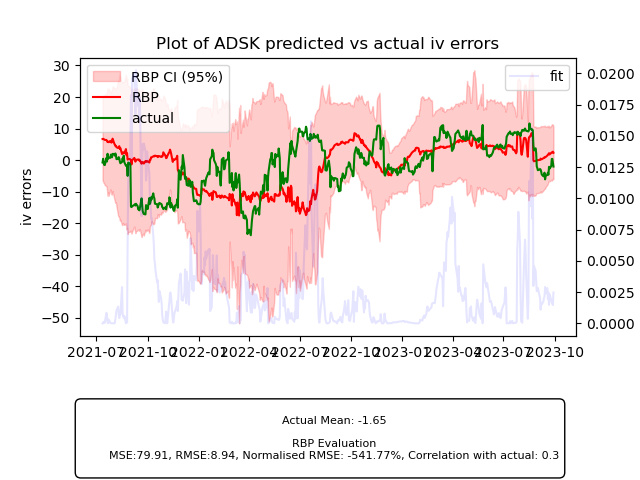 Plot of ADSK predicted vs actual iv errors
RBP CI (95%)
RBP
actual
fit
iv errors
30
20
10
0
−10
−20
−30
−40
−50
0.0200
0.0175
0.0150
0.0125
0.0100
0.0075
0.0050
0.0025
0.0000
2021-07 2021-10 2022-01 2022-04 2022-07 2022-10 2023-01 2023-04 2023-07 2023-10
Actual Mean: -1.65
RBP Evaluation
MSE:79.91, RMSE:8.94, Normalised RMSE: -541.77%, Correlation with actual: 0.3